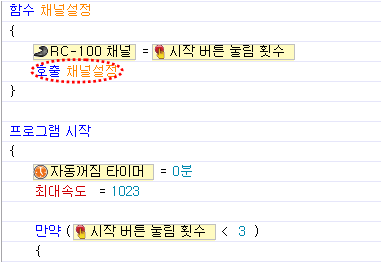 함수 채널설정
{
RC-100 채널 = 시작 버튼 눌림 횟수
호출 채널설정
}
프로그램 시작
{
자동꺼짐 타이머 = 0분
최대속도 = 1023
만약 ( 시작 버튼 눌림 횟수 < 3 )
{